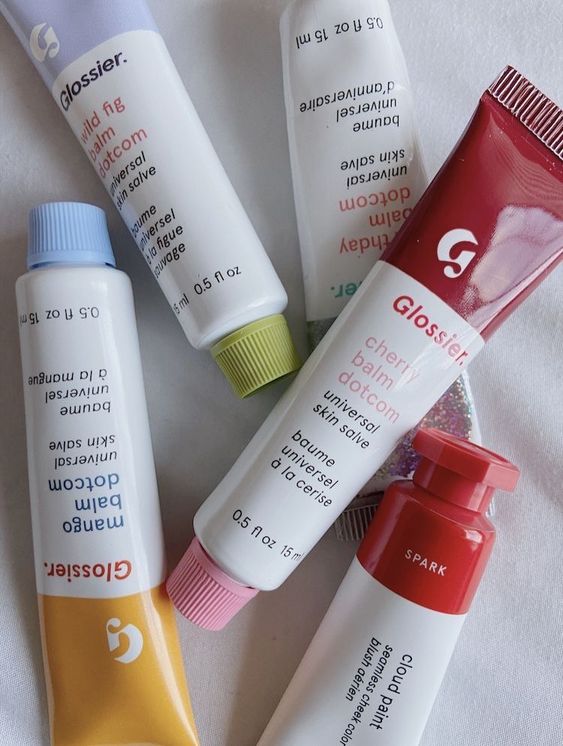 Glossier.
wild fig
balm
dotcom
universal
skin salve
baume
universel
à la figue
sauvage
0.5 fl oz
balm
dotcom
universal
skin salve
baume
universel
d'anniversaire
0.5 fl oz 15 ml
Glossier.
cherry
balm
dotcom
universal
skin salve
baume
universel
à la cerise
0.5 fl oz 15 m
Glossier.
mango
balm
dotcom
universal
skin salve
baume
universel
à la mangue
0.5 fl oz 15 ml
SPARK
cloud paint
seamless cheek color
blush aérien